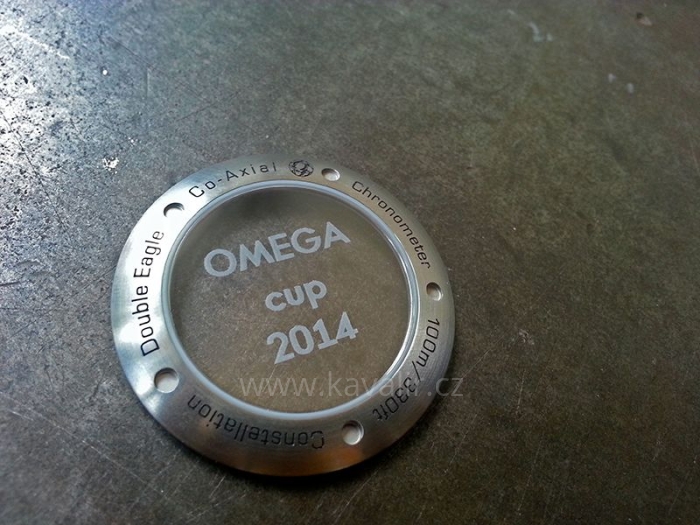 OMEGA
cup
2014
Double Eagle
Co-Axial
Chronometer
100m/330ft
Constellation
www.kavalir.cz